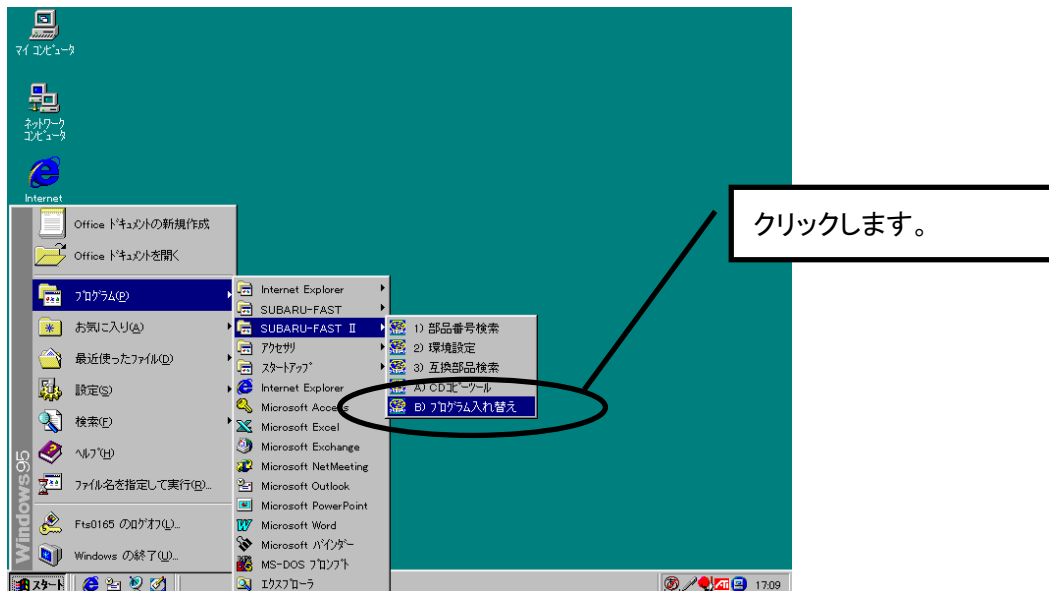 マイ コンピュータ
ネットワーク
コンピュータ
Internet
Office ドキュメントの新規作成
Office ドキュメントを開く
プログラム(P)
お気に入り(A)
最近使ったファイル(D)
設定(S)
検索(F)
ヘルプ(H)
ファイル名を指定して実行(R)...
Fts0165 のログオフ(L)...
Windows の終了(U)...
Windows95
Internet Explorer
SUBARU-FAST
SUBARU-FAST Ⅱ
アクセサリ
スタートアップ
Internet Explorer
Microsoft Access
Microsoft Excel
Microsoft Exchange
Microsoft NetMeeting
Microsoft Outlook
Microsoft PowerPoint
Microsoft Word
Microsoft バインダー
MS-DOS プロンプト
エクスプローラ
1) 部品番号検索
2) 環境設定
3) 互換部品検索
A) CDコピーツール
B) プログラム入れ替え
クリックします。
スタート
17:09